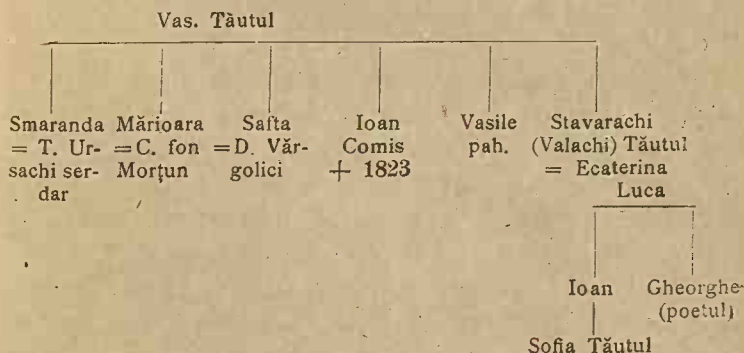 Vas. Tăutul
Smaranda Mărioara Safta Ioan Vasile Stavarachi
= T. Ur- =C. fon =D. Văr- Comis pah. (Valachi) Tăutul
sachi ser- Morţun golici + 1823 = Ecaterina
dar Luca
Ioan Gheorghe
(poetul)
Sofia Tăutul